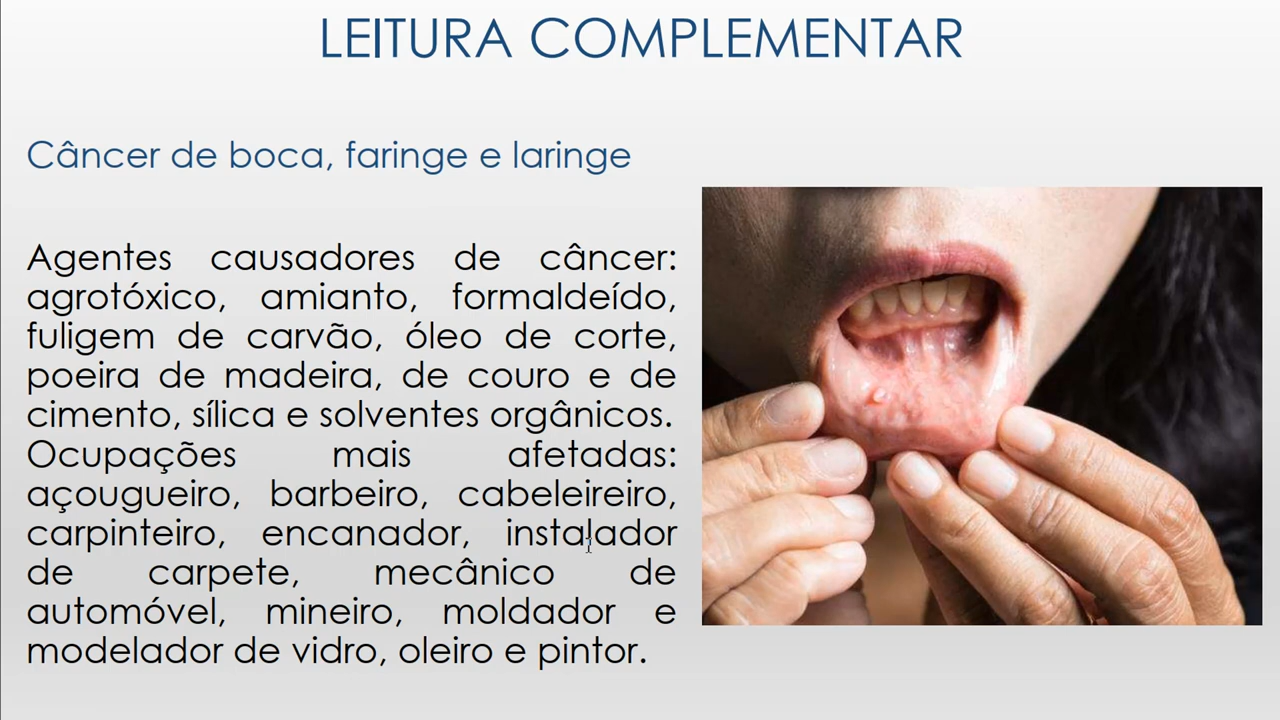 LEITURA COMPLEMENTAR
Câncer de boca, faringe e laringe
Agentes causadores de câncer:
agrotóxico, amianto, formaldeído,
fuligem de carvão, óleo de corte,
poeira de madeira, de couro e de
cimento, sílica e solventes orgânicos.
Ocupações mais afetadas:
açougueiro, barbeiro, cabeleireiro,
carpinteiro, encanador, instalador
de carpete, mecânico de
automóvel, mineiro, moldador e
modelador de vidro, oleiro e pintor.